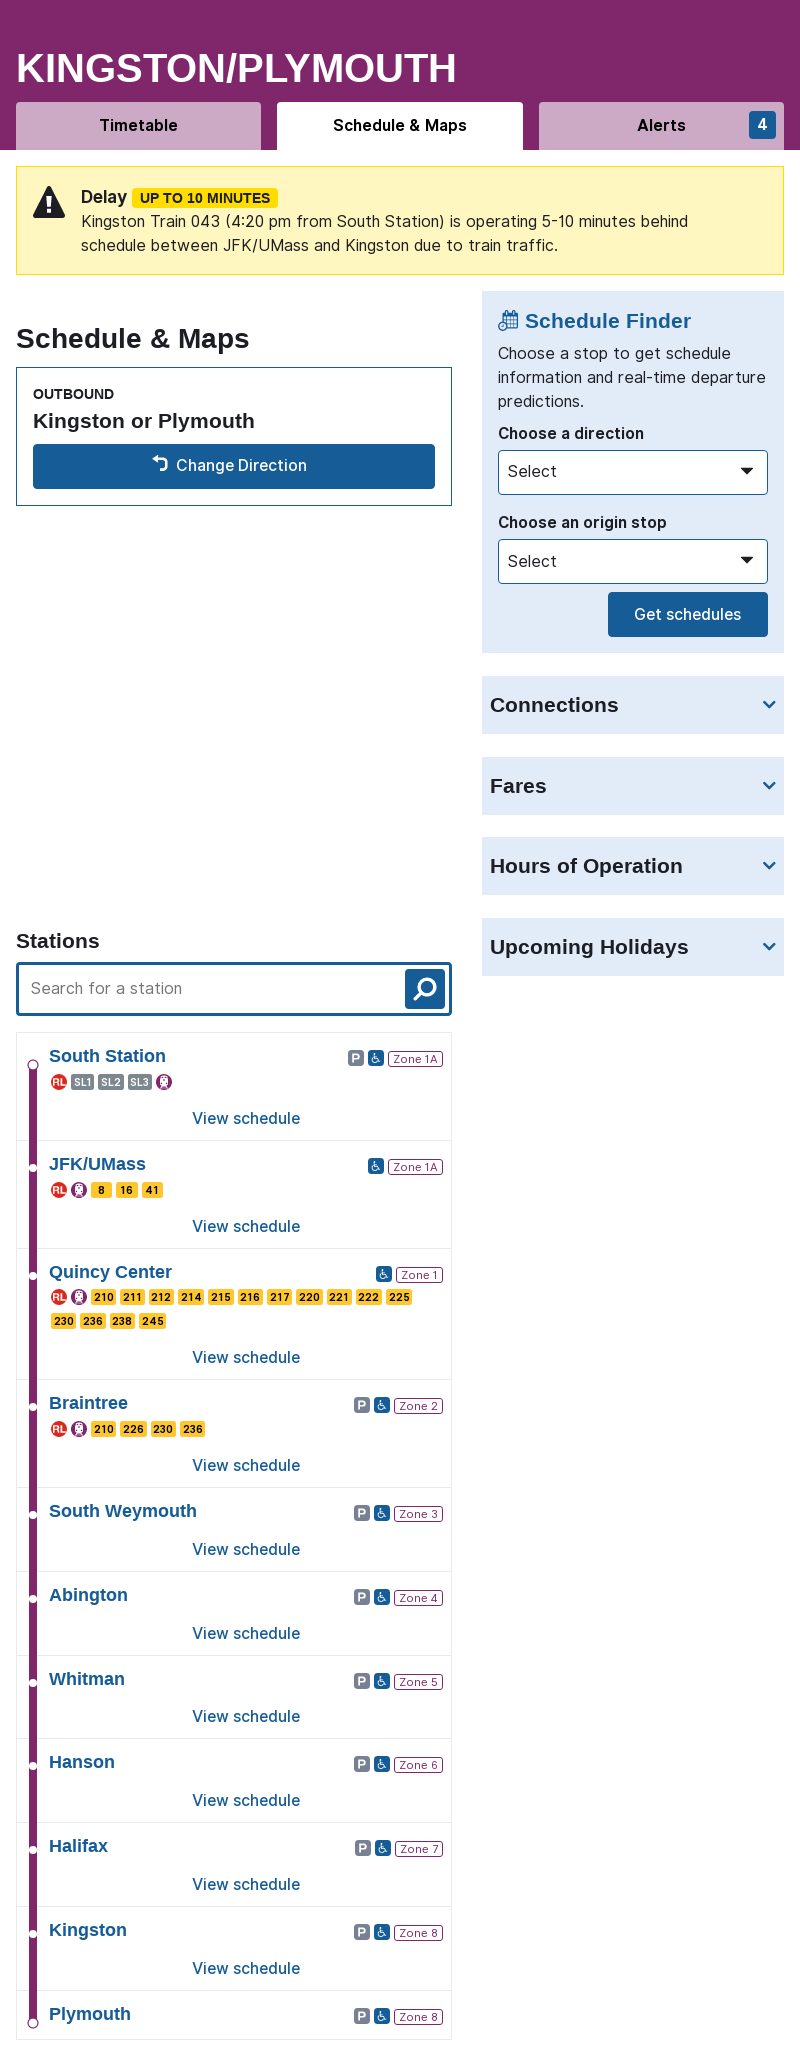 KINGSTON/PLYMOUTH
Timetable
Schedule & Maps
Alerts
4
Delay UP TO 10 MINUTES
Kingston Train 043 (4:20 pm from South Station) is operating 5-10 minutes behind
schedule between JFK/UMass and Kingston due to train traffic.
Schedule & Maps
OUTBOUND
Kingston or Plymouth
Change Direction
Schedule Finder
Choose a stop to get schedule
information and real-time departure
predictions.
Choose a direction
Select
Choose an origin stop
Select
Get schedules
Connections
Fares
Hours of Operation
Upcoming Holidays
Stations
Search for a station
South Station P Zone 1A
RL SL1 SL2 SL3
View schedule
JFK/UMass Zone 1A
RL 8 16 41
View schedule
Quincy Center Zone 1
RL 210 211 212 214 215 216 217 220 221 222 225
230 236 238 245
View schedule
Braintree P Zone 2
RL 210 226 230 236
View schedule
South Weymouth P Zone 3
View schedule
Abington P Zone 4
View schedule
Whitman P Zone 5
View schedule
Hanson P Zone 6
View schedule
Halifax P Zone 7
View schedule
Kingston P Zone 8
View schedule
Plymouth P Zone 8